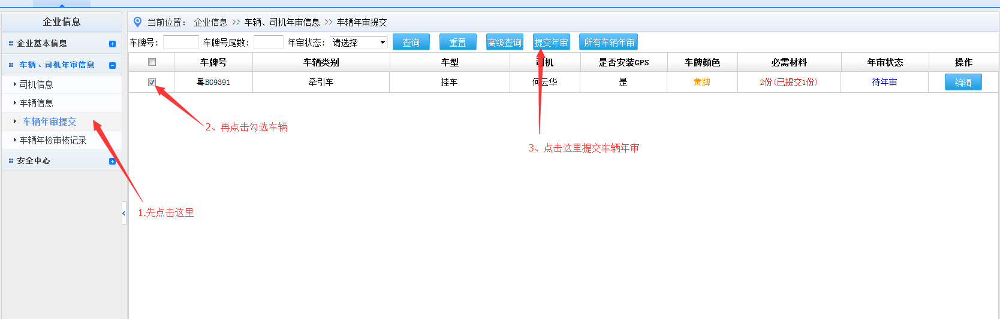 企业信息
企业基本信息
车辆、司机年审信息
司机信息
车辆信息
车辆年审提交
车辆年检审核记录
安全中心
当前位置： 企业信息 >> 车辆、司机年审信息 >> 车辆年审提交
车牌号: 车牌号尾数: 年审状态: 请选择 查询 重置 高级查询 提交年审 所有车辆年审
车牌号 车辆类别 车型 司机 是否安装GPS 车牌颜色 必需材料 年审状态 操作
粤BG9391 牵引车 挂车 何云华 是 黄牌 2份(已提交1份) 待年审 编辑
2、再点击勾选车辆
3、点击这里提交车辆年审
1.先点击这里